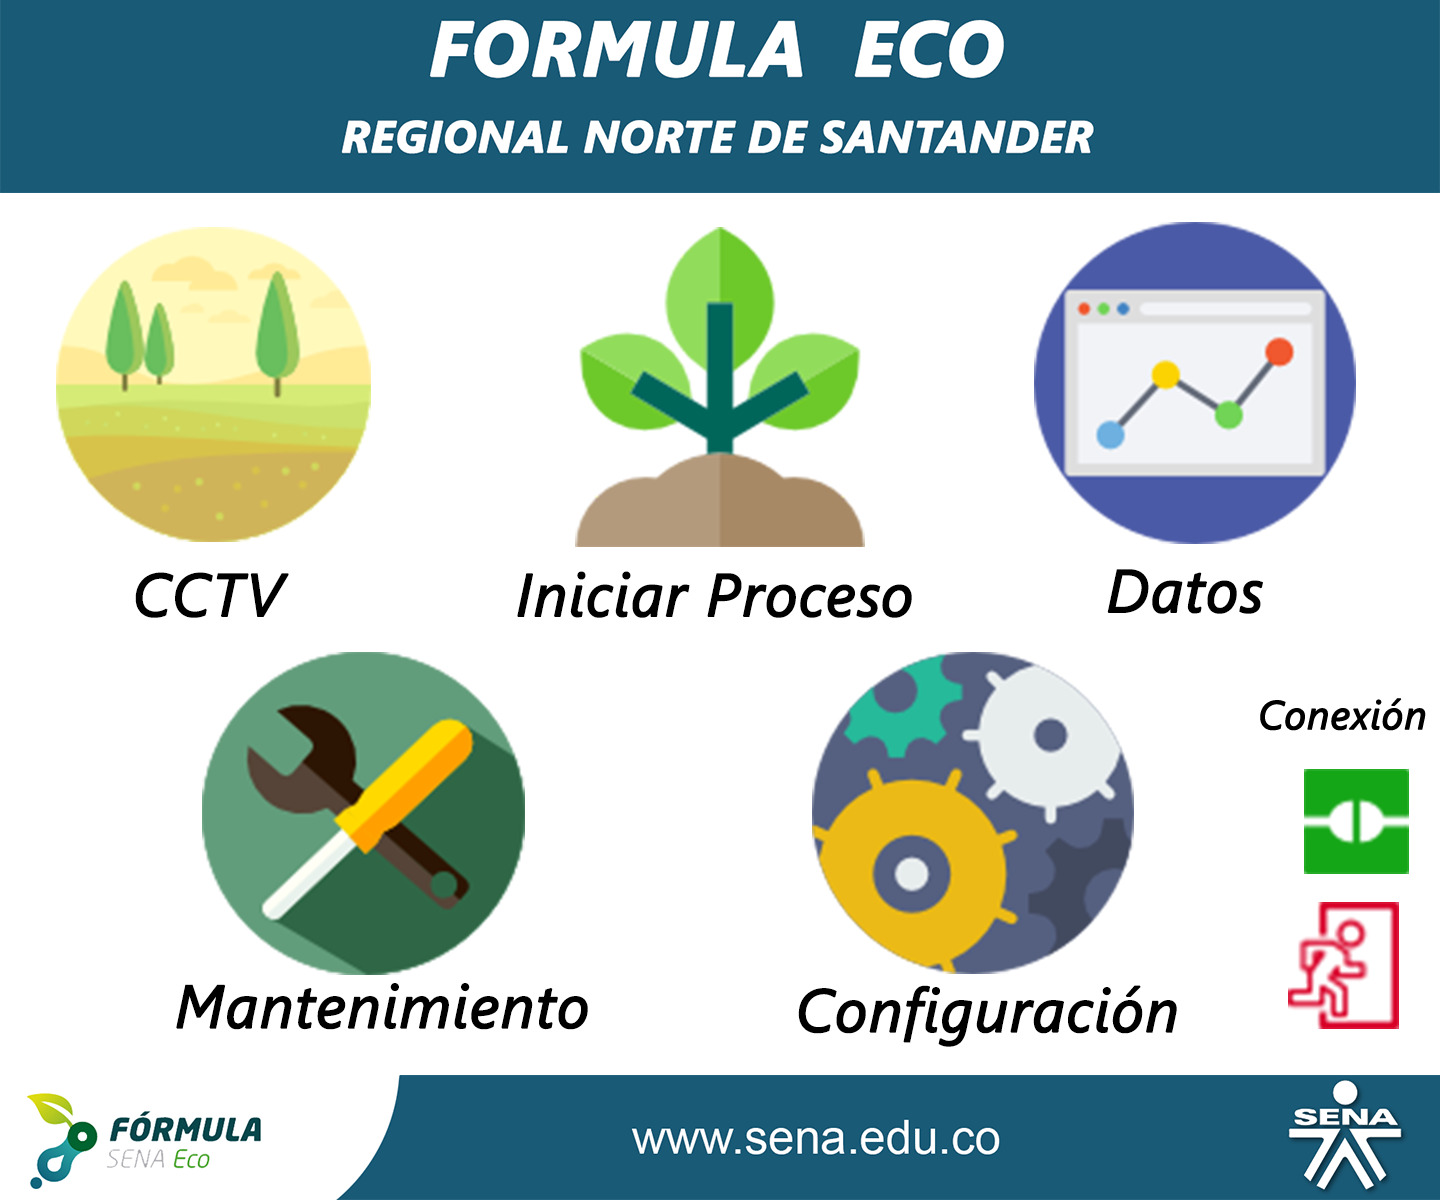 FORMULA ECO
REGIONAL NORTE DE SANTANDER
CCTV
Iniciar Proceso
Datos
Conexión
Mantenimiento
Configuración
FÓRMULA
SENA Eco
www.sena.edu.co
SENA